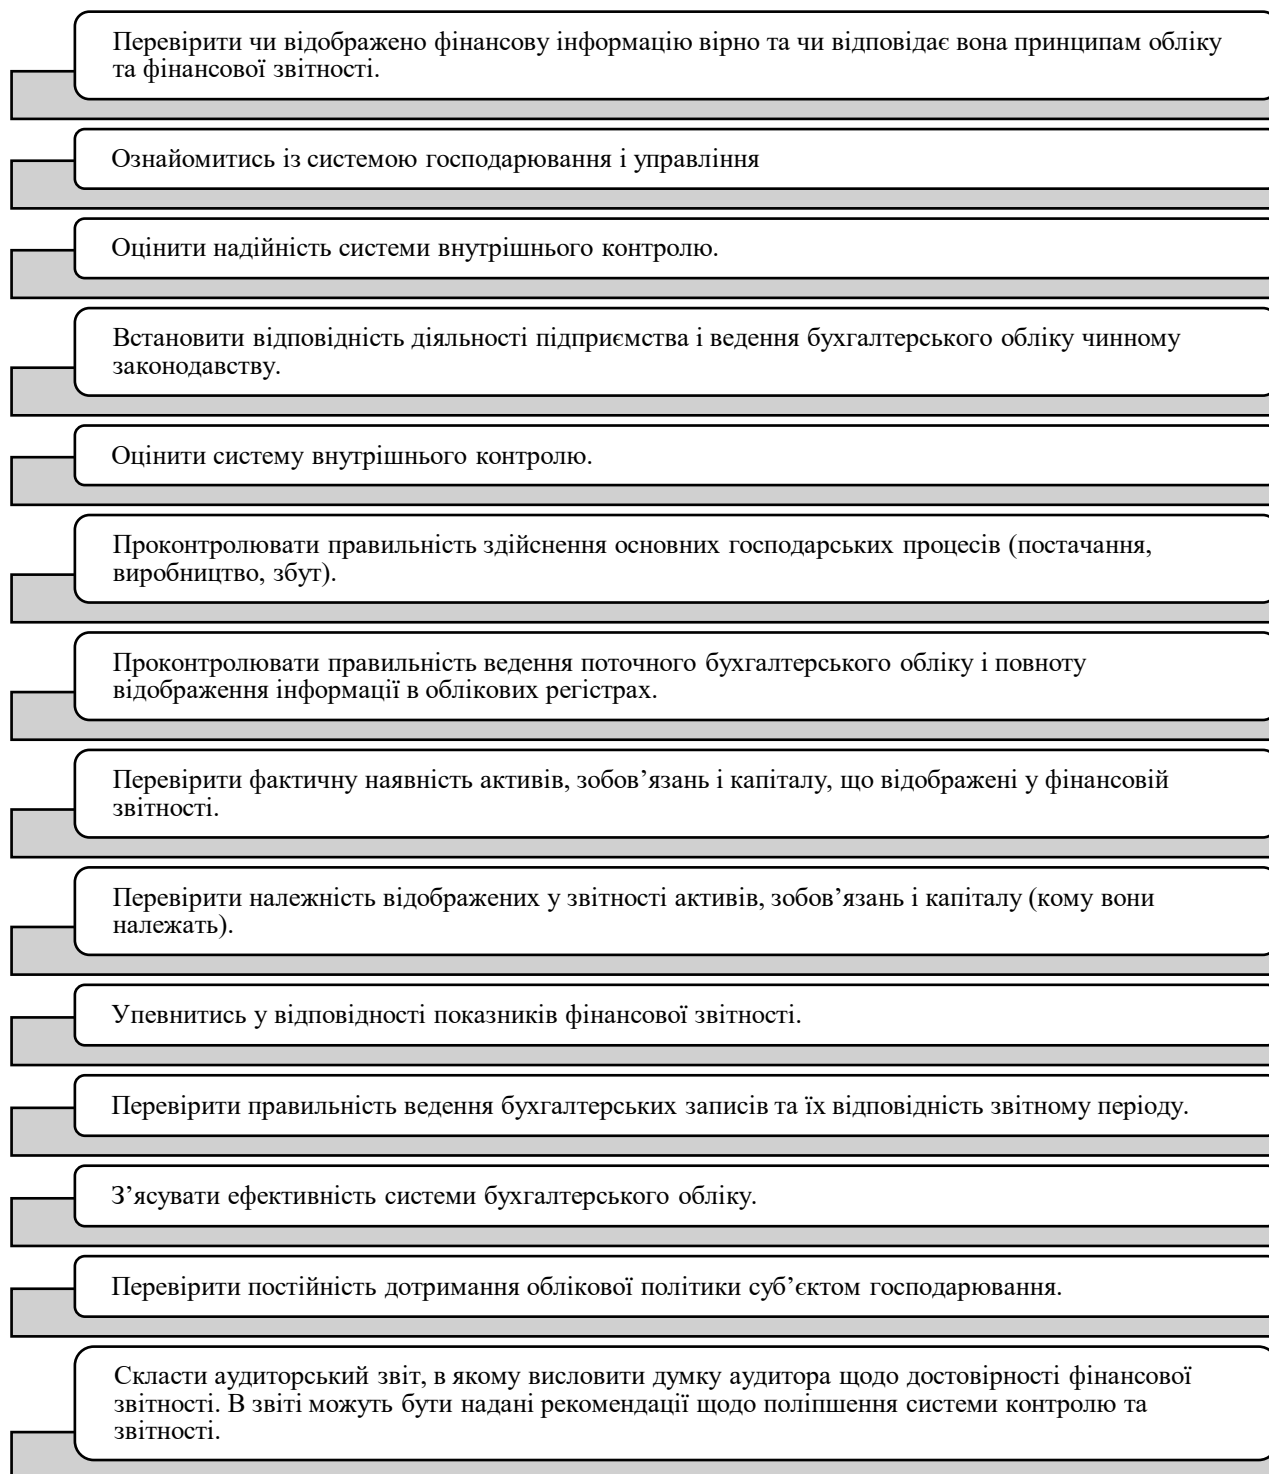 Перевірити чи відображено фінансову інформацію вірно та чи відповідає вона принципам обліку
та фінансової звітності.
Ознайомитись із системою господарювання і управління
Оцінити надійність системи внутрішнього контролю.
Встановити відповідність діяльності підприємства і ведення бухгалтерського обліку чинному
законодавству.
Оцінити систему внутрішнього контролю.
Проконтролювати правильність здійснення основних господарських процесів (постачання,
виробництво, збут).
Проконтролювати правильність ведення поточного бухгалтерського обліку і повноту
відображення інформації в облікових регістрах.
Перевірити фактичну наявність активів, зобов’язань і капіталу, що відображені у фінансовій
звітності.
Перевірити належність відображених у звітності активів, зобов’язань і капіталу (кому вони
належать).
Упевнитись у відповідності показників фінансової звітності.
Перевірити правильність ведення бухгалтерських записів та їх відповідність звітному періоду.
З’ясувати ефективність системи бухгалтерського обліку.
Перевірити постійність дотримання облікової політики суб’єктом господарювання.
Скласти аудиторський звіт, в якому висловити думку аудитора щодо достовірності фінансової
звітності. В звіті можуть бути надані рекомендації щодо поліпшення системи контролю та
звітності.